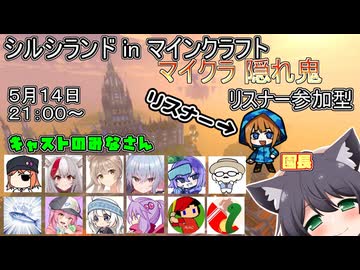 シルシランド in マインクラフト
マイクラ 隠れ鬼
5月14日
21:00～
リスナー参加型
リスナー→
キャストのみなさん
園長